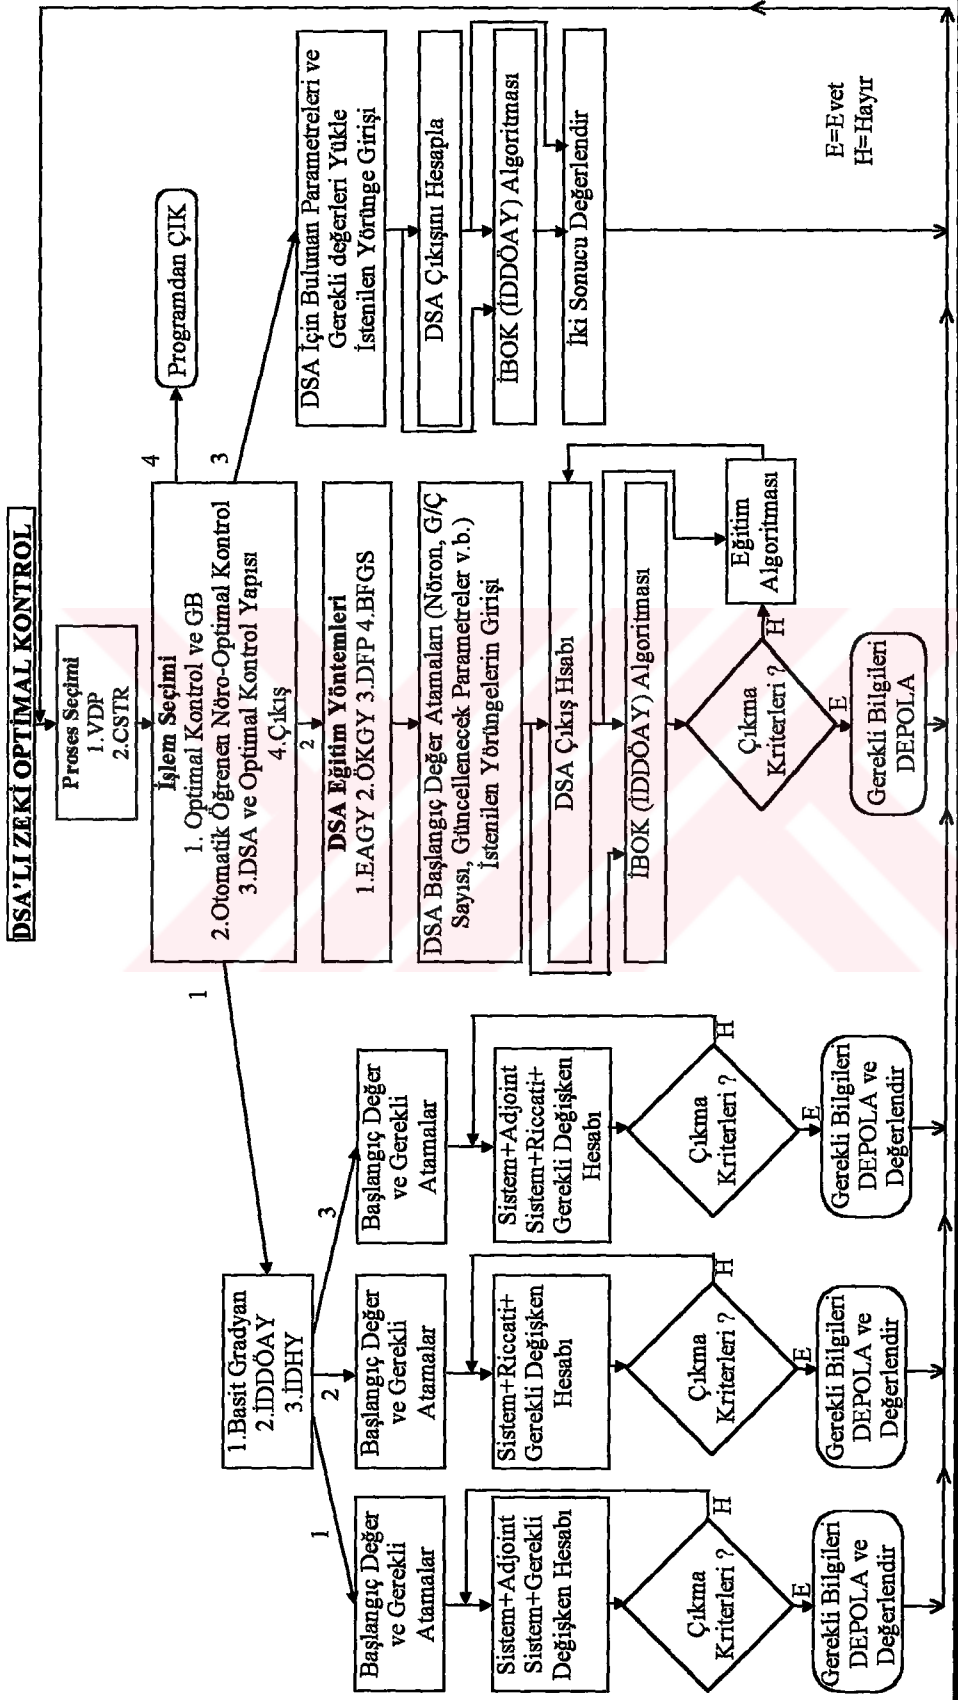 DSA'LI ZEKİ OPTİMAL KONTROL
Proses Seçimi
1.VDP
2.CSTR
İşlem Seçimi
1. Optimal Kontrol ve GB
2.Otomatik Öğrenen Nöro-Optimal Kontrol
3.DSA ve Optimal Kontrol Yapısı
4.Çıkış
1
2
3
4
Programdan ÇIK
1.Basit Gradyan
2.İDDÖAY
3.İDHY
1
2
3
Başlangıç Değer
ve Gerekli
Atamalar
Sistem+Adjoint
Sistem+Gerekli
Değişken Hesabı
Çıkma
Kriterleri ?
H
E
Gerekli Bilgileri
DEPOLA ve
Değerlendir
Başlangıç Değer
ve Gerekli
Atamalar
Sistem+Riccati+
Gerekli Değişken
Hesabı
Çıkma
Kriterleri ?
H
E
Gerekli Bilgileri
DEPOLA ve
Değerlendir
Başlangıç Değer
ve Gerekli
Atamalar
Sistem+Adjoint
Sistem+Riccati+
Gerekli Değişken
Hesabı
Çıkma
Kriterleri ?
H
E
Gerekli Bilgileri
DEPOLA ve
Değerlendir
DSA Eğitim Yöntemleri
1.EAGY 2.ÖKGY 3.DFP 4.BFGS
DSA Başlangıç Değer Atamaları (Nöron, G/Ç
Sayısı, Güncellenecek Parametreler v.b.)
İstenilen Yörüngelerin Girişi
DSA Çıkış Hsabı
İBOK (İDDÖAY) Algoritması
Çıkma
Kriterleri ?
H
E
Eğitim
Algoritması
Gerekli Bilgileri
DEPOLA
DSA İçin Bulunan Parametreleri ve
Gerekli değerleri Yükle
İstenilen Yörünge Girişi
DSA Çıkışını Hesapla
İBOK (İDDÖAY) Algoritması
İki Sonucu Değerlendir
E=Evet
H=Hayır